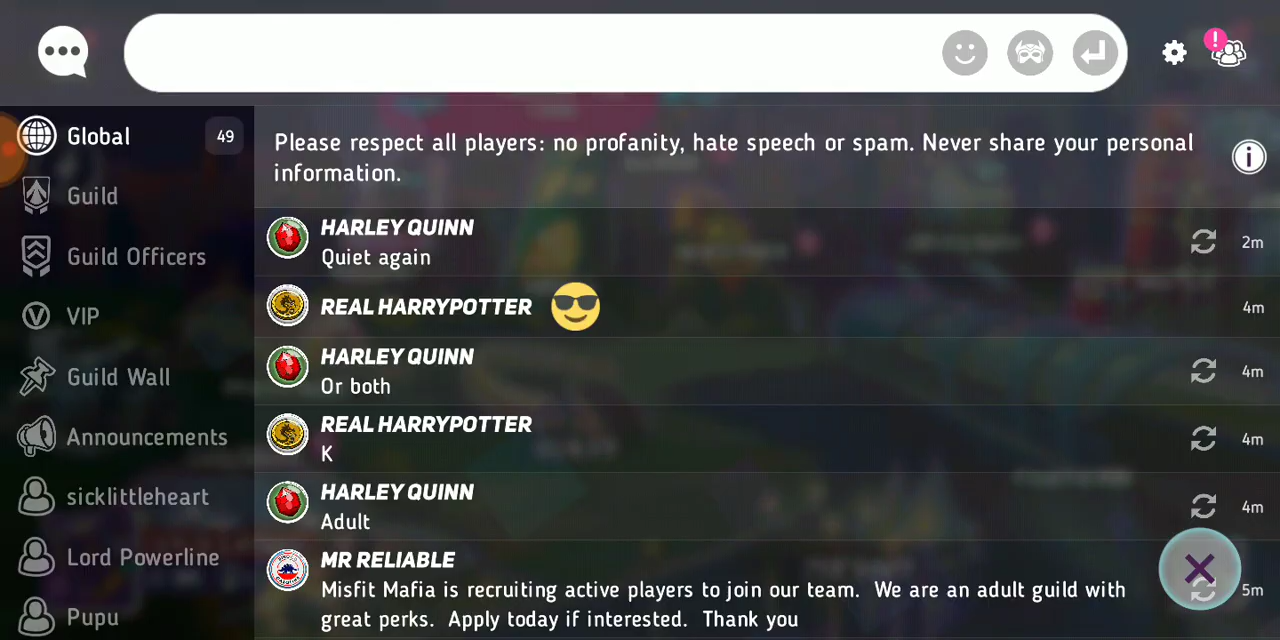 Global 49
Guild
Guild Officers
VIP
Guild Wall
Announcements
sicklittleheart
Lord Powerline
Pupu
Please respect all players: no profanity, hate speech or spam. Never share your personal
information.
HARLEY QUINN
Quiet again
2m
REAL HARRYPOTTER
4m
HARLEY QUINN
Or both
4m
REAL HARRYPOTTER
K
4m
HARLEY QUINN
Adult
4m
MR RELIABLE
Misfit Mafia is recruiting active players to join our team. We are an adult guild with
great perks. Apply today if interested. Thank you
5m